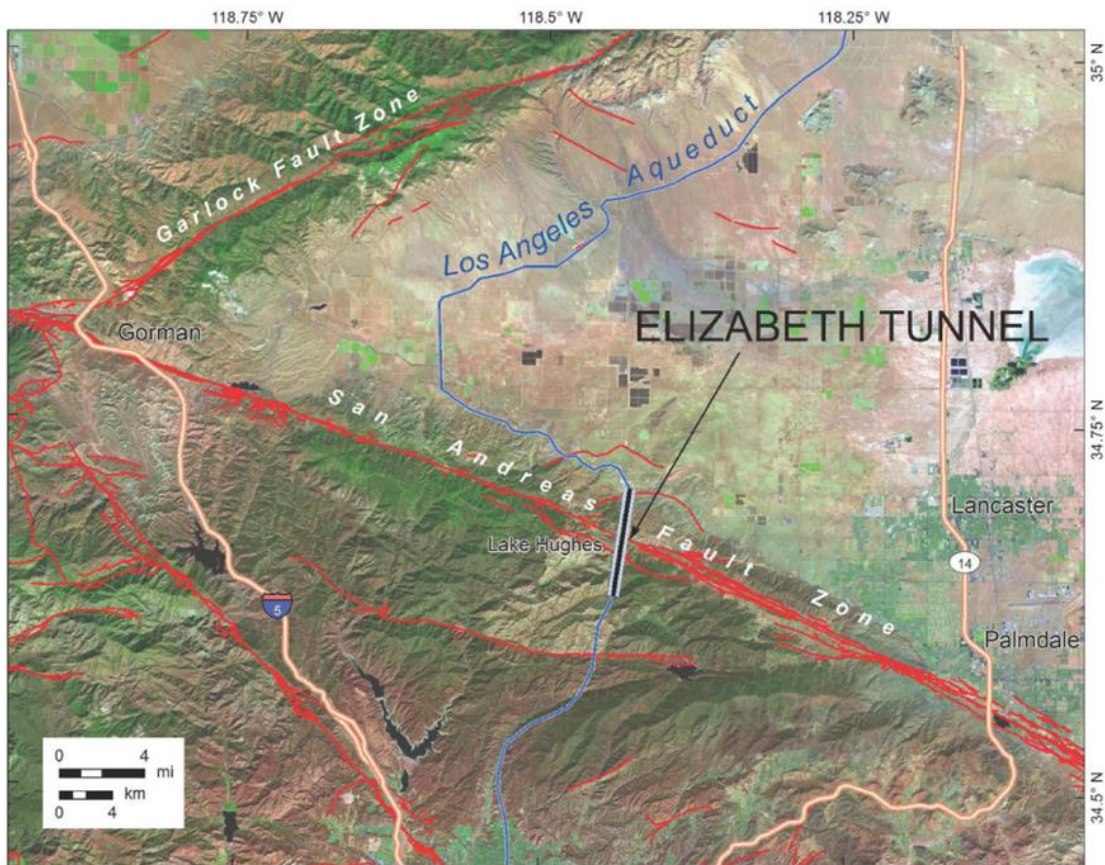 118.75° W
118.5° W
118.25° W
35° N
Garlock Fault Zone
Los Angeles Aqueduct
Gorman
ELIZABETH TUNNEL
San Andreas Fault Zone
34.75° N
Lancaster
Lake Hughes
14
5
Palmdale
0 4 mi
km
0 4
34.5° N